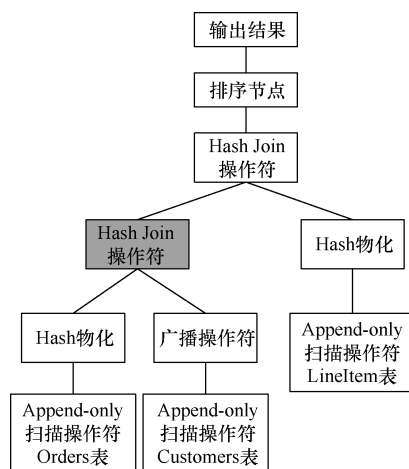 输出结果
排序节点
Hash Join
操作符
Hash Join
操作符
Hash物化
Hash物化
广播操作符
Append-only
扫描操作符
LineItem表
Append-only
扫描操作符
Orders表
Append-only
扫描操作符
Customers表